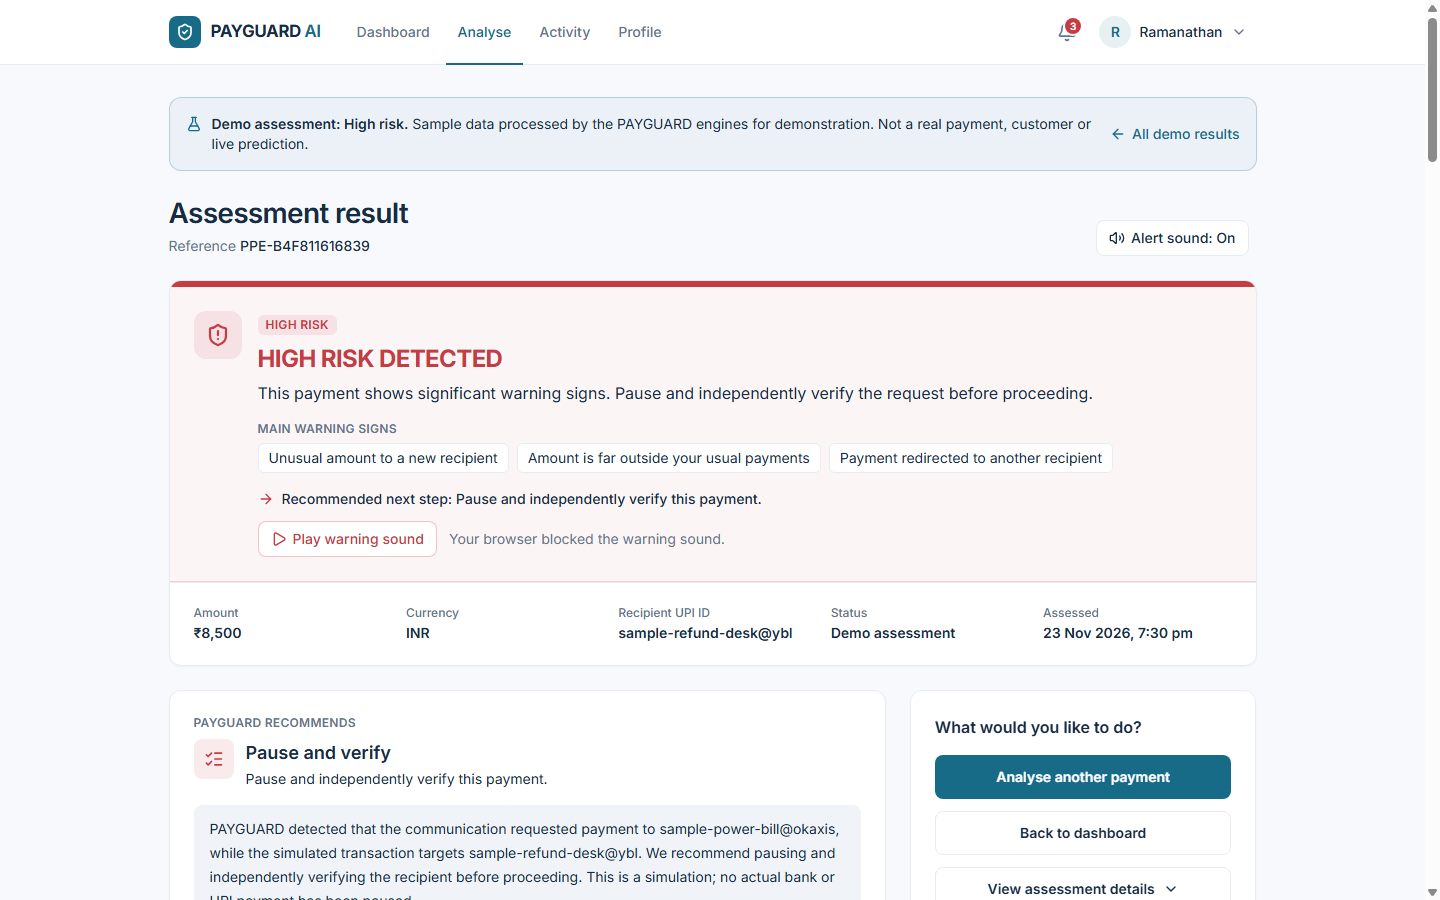 PAYGUARD AI
Dashboard
Analyse
Activity
Profile
3
R
Ramanathan
Demo assessment: High risk. Sample data processed by the PAYGUARD engines for demonstration. Not a real payment, customer or
live prediction.
← All demo results
Assessment result
Reference PPE-B4F811616839
Alert sound: On
HIGH RISK
HIGH RISK DETECTED
This payment shows significant warning signs. Pause and independently verify the request before proceeding.
MAIN WARNING SIGNS
Unusual amount to a new recipient
Amount is far outside your usual payments
Payment redirected to another recipient
→ Recommended next step: Pause and independently verify this payment.
Play warning sound
Your browser blocked the warning sound.
Amount
₹8,500
Currency
INR
Recipient UPI ID
sample-refund-desk@ybl
Status
Demo assessment
Assessed
23 Nov 2026, 7:30 pm
PAYGUARD RECOMMENDS
Pause and verify
Pause and independently verify this payment.
PAYGUARD detected that the communication requested payment to sample-power-bill@okaxis,
while the simulated transaction targets sample-refund-desk@ybl. We recommend pausing and
independently verifying the recipient before proceeding. This is a simulation; no actual bank or
UPI payment has been paused.
What would you like to do?
Analyse another payment
Back to dashboard
View assessment details